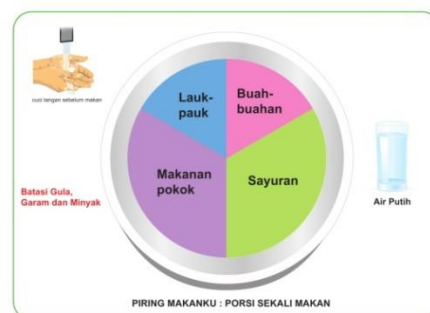 cuci tangan sebelum makan
Lauk-
pauk
Buah-
buahan
Makanan
pokok
Sayuran
Batasi Gula,
Garam dan Minyak
Air Putih
PIRING MAKANKU : PORSI SEKALI MAKAN